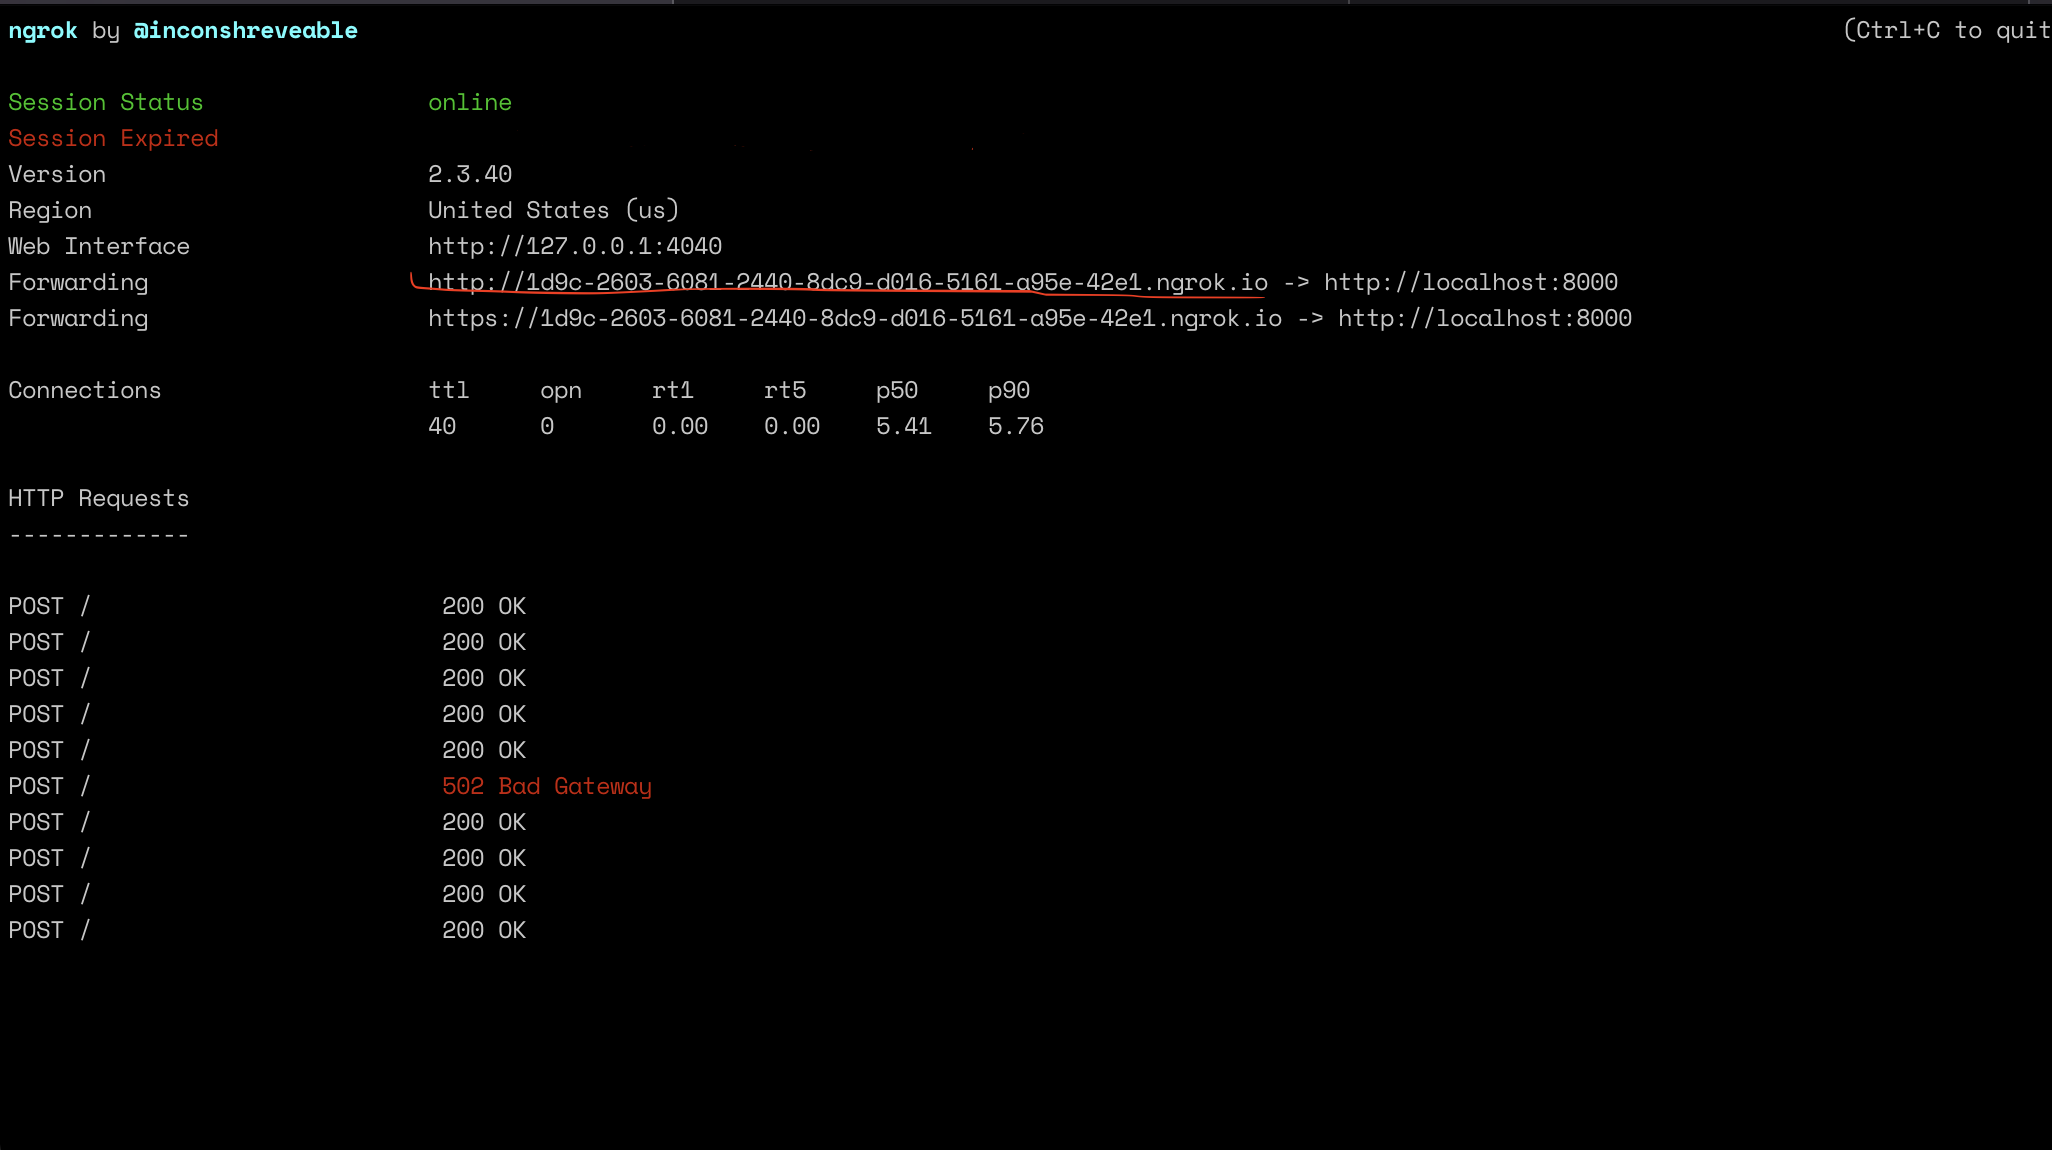 ngrok by @inconshreveable (Ctrl+C to quit
Session Status online
Session Expired
Version 2.3.40
Region United States (us)
Web Interface http://127.0.0.1:4040
Forwarding http://1d9c-2603-6081-2440-8dc9-d016-5161-a95e-42e1.ngrok.io -> http://localhost:8000
Forwarding https://1d9c-2603-6081-2440-8dc9-d016-5161-a95e-42e1.ngrok.io -> http://localhost:8000
Connections ttl opn rt1 rt5 p50 p90
40 0 0.00 0.00 5.41 5.76
HTTP Requests
-------------
POST / 200 OK
POST / 200 OK
POST / 200 OK
POST / 200 OK
POST / 200 OK
POST / 502 Bad Gateway
POST / 200 OK
POST / 200 OK
POST / 200 OK
POST / 200 OK